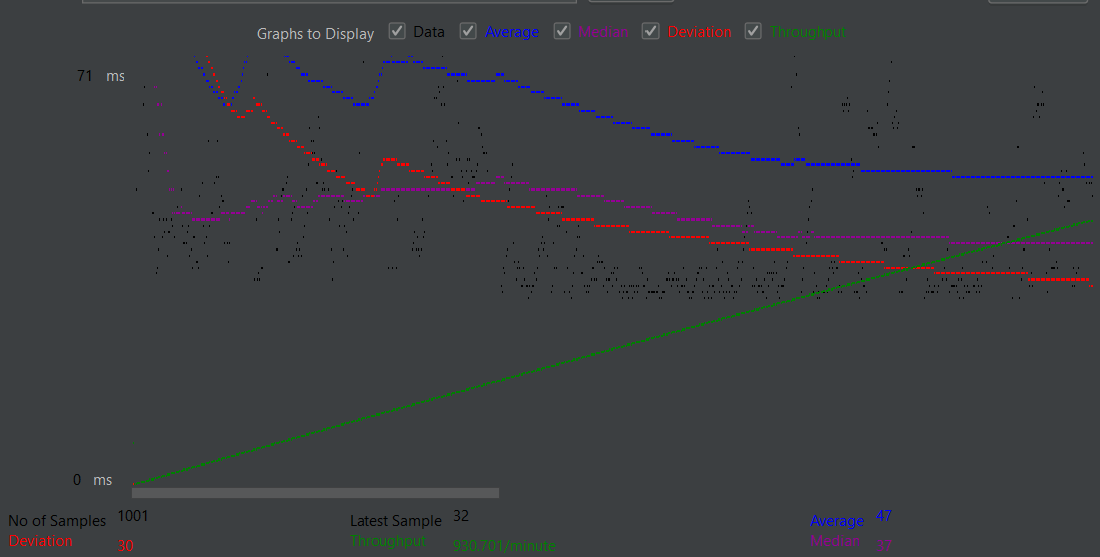 Graphs to Display Data Average Median Deviation Throughput
71 ms
0 ms
No of Samples 1001 Latest Sample 32 Average 47
Deviation 30 Throughput 930.701/minute Median 37